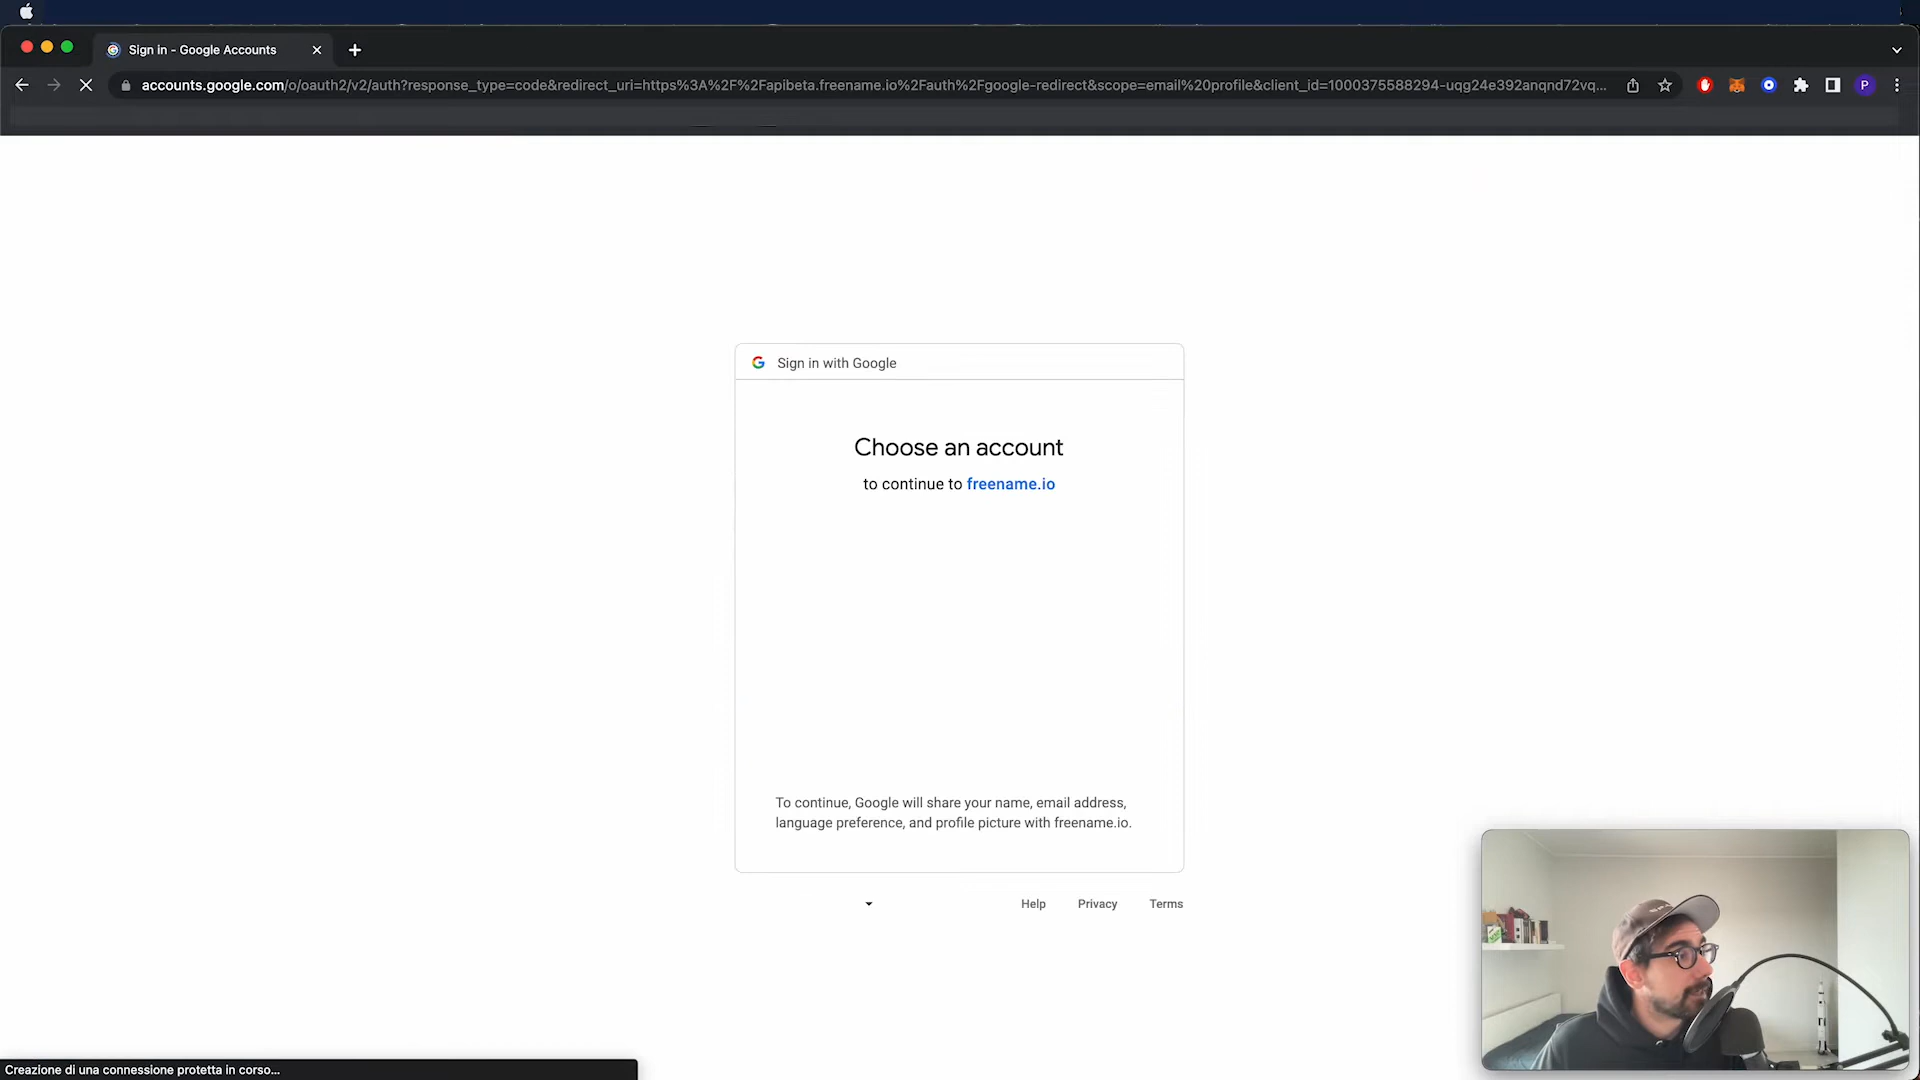 Sign in - Google Accounts
accounts.google.com/o/oauth2/v2/auth?response_type=code&redirect_uri=https%3A%2F%2Fapibeta.freename.io%2Fauth%2Fgoogle-redirect&scope=email%20profile&client_id=1000375588294-uqg24e392anqnd72vq...
P
Sign in with Google
Choose an account
to continue to freename.io
To continue, Google will share your name, email address,
language preference, and profile picture with freename.io.
Help Privacy Terms
Creazione di una connessione protetta in corso...